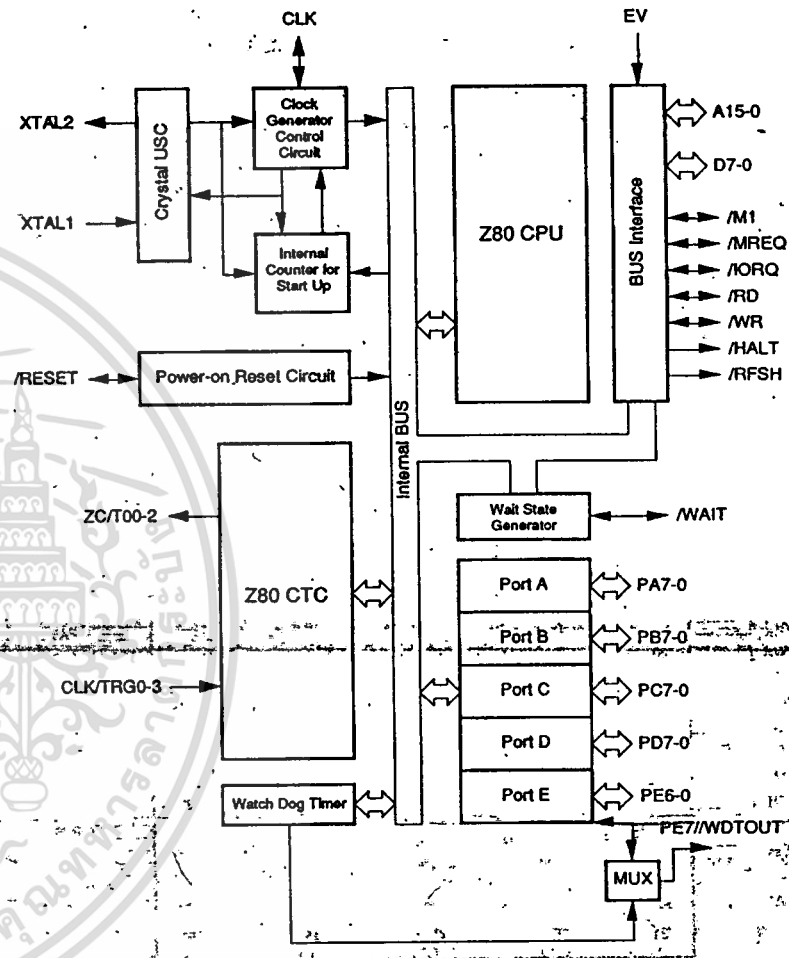 CLK
EV
XTAL2
XTAL1
Crystal USC
Clock
Generator
Control
Circuit
Internal
Counter for
Start Up
Z80 CPU
BUS Interface
A15-0
D7-0
/M1
/MREQ
/IORQ
/RD
/WR
/HALT
/RFSH
/RESET
Power-on Reset Circuit
Internal BUS
ZC/T00-2
Z80 CTC
CLK/TRG0-3
Wait State
Generator
/WAIT
Port A
PA7-0
Port B
PB7-0
Port C
PC7-0
Port D
PD7-0
Port E
PE6-0
Watch Dog Timer
PE7//WDTOUT
MUX